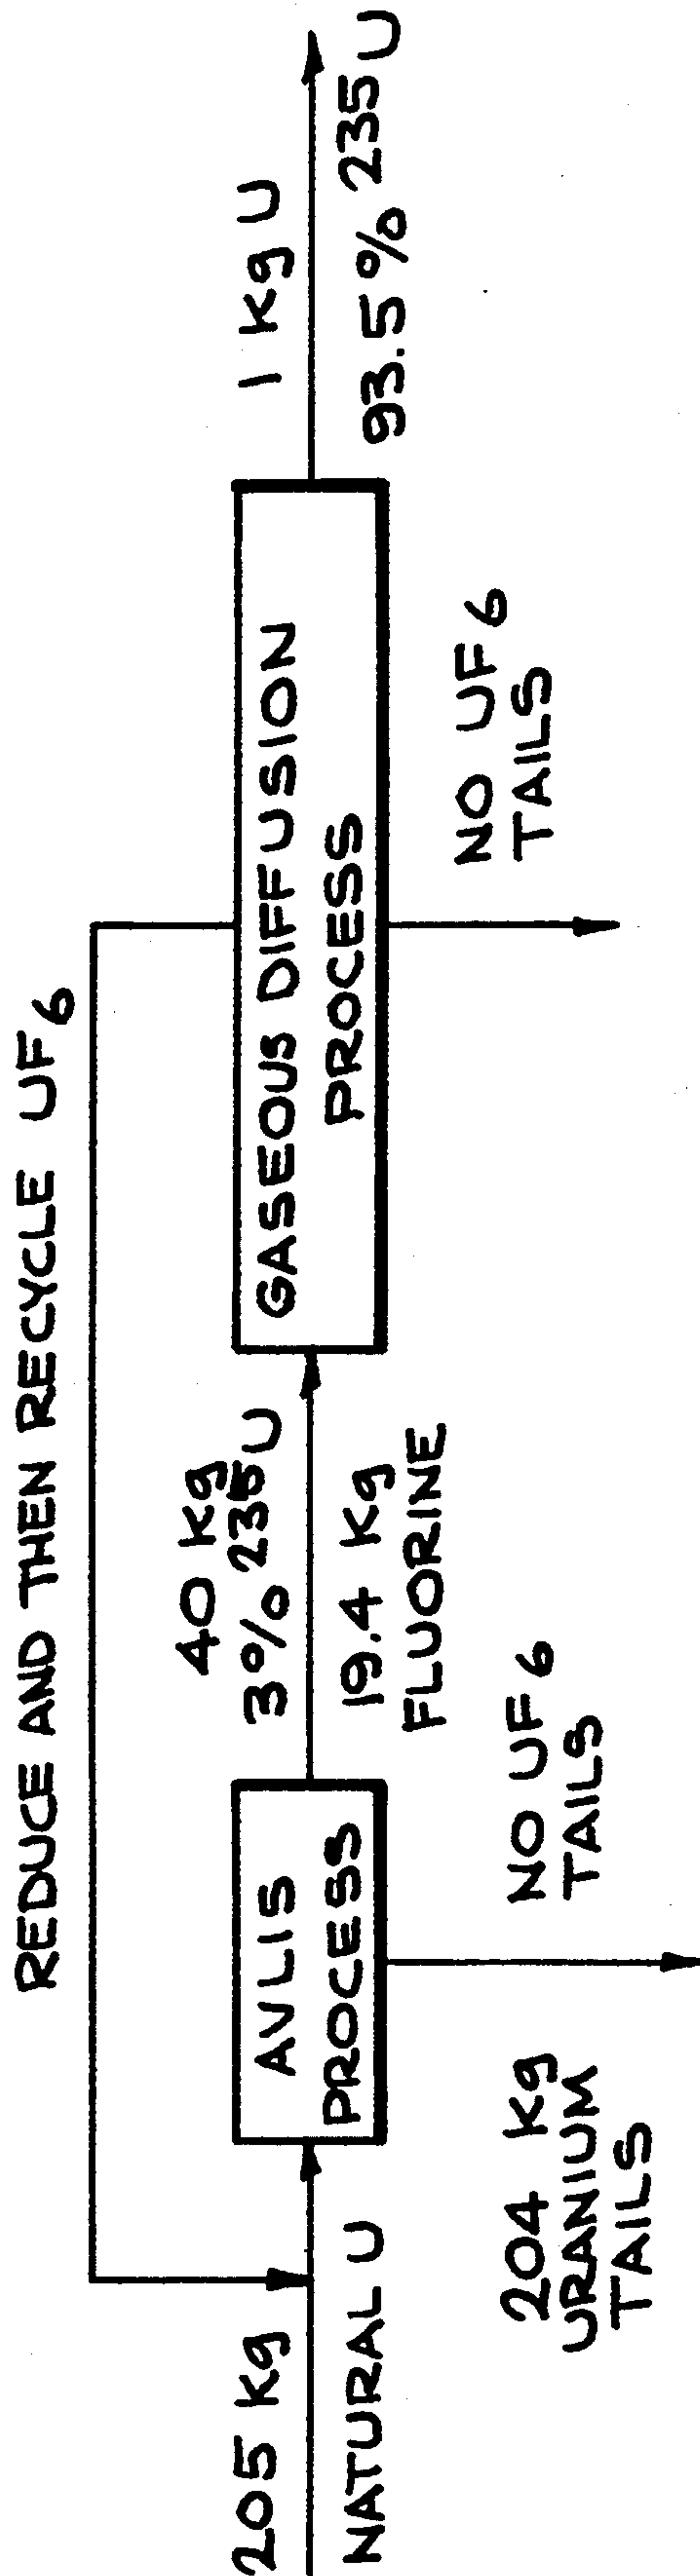 REDUCE AND THEN RECYCLE UF6
205 Kg
NATURAL U
AVLIS
PROCESS
204 Kg
URANIUM
TAILS
NO UF6
TAILS
40 Kg
3% 235U
19.4 Kg
FLUORINE
GASEOUS DIFFUSION
PROCESS
NO UF6
TAILS
1 Kg U
93.5% 235U